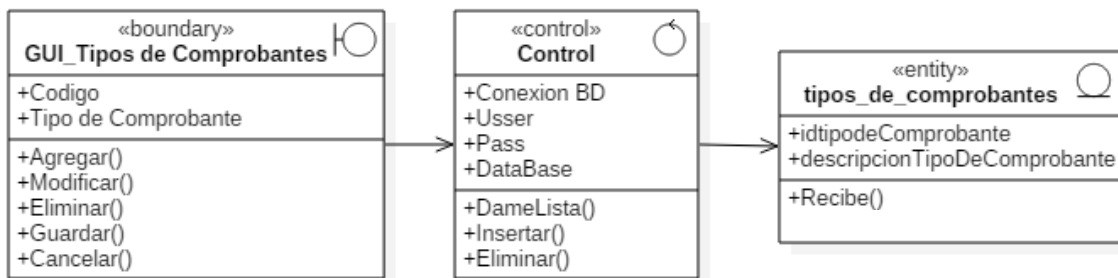 «boundary»
GUI_Tipos de Comprobantes
+Codigo
+Tipo de Comprobante
+Agregar()
+Modificar()
+Eliminar()
+Guardar()
+Cancelar()
«control»
Control
+Conexion BD
+Usser
+Pass
+DataBase
+DameLista()
+Insertar()
+Eliminar()
«entity»
tipos_de_comprobantes
+idtipodeComprobante
+descripcionTipoDeComprobante
+Recibe()